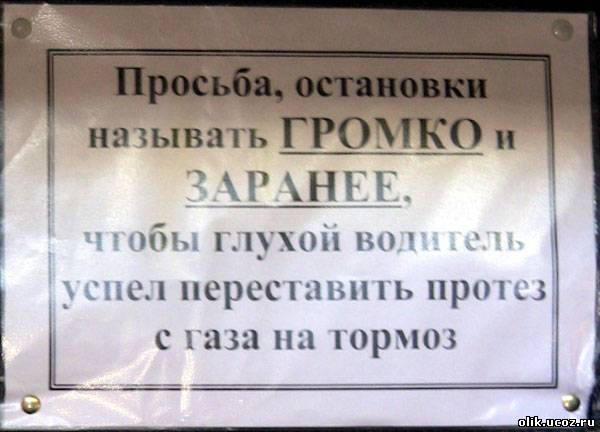 Просьба, остановки
называть ГРОМКО и
ЗАРАНЕЕ,
чтобы глухой водитель
успел переставить протез
с газа на тормоз
olik.ucoz.ru